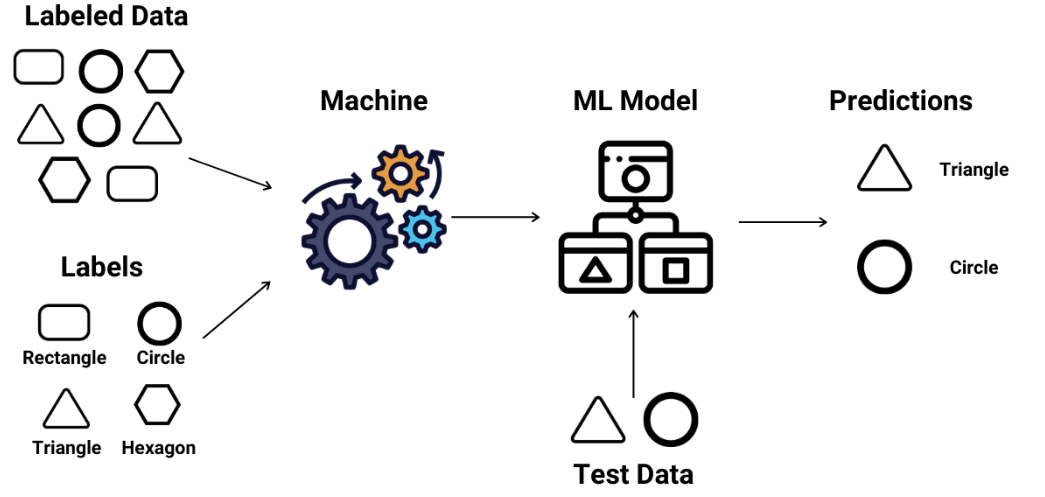 Labeled Data
Labels
Rectangle
Circle
Triangle
Hexagon
Machine
ML Model
Test Data
Predictions
Triangle
Circle